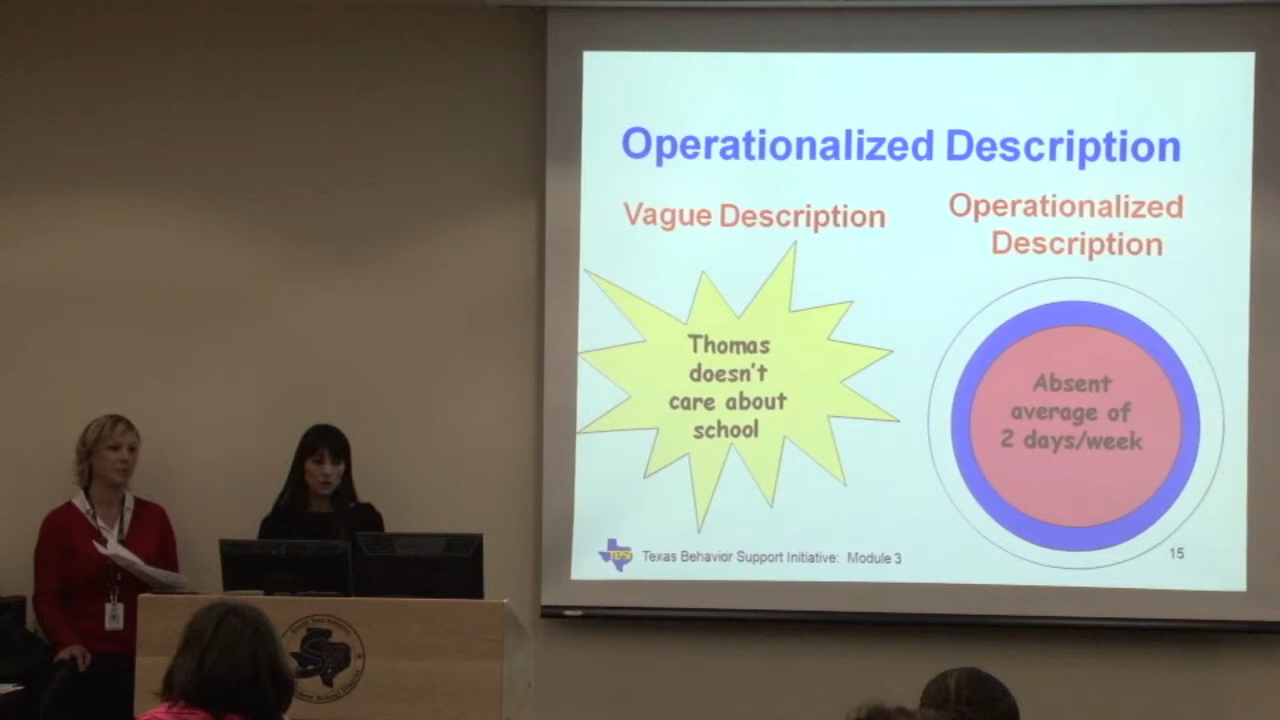 Operationalized Description
Vague Description
Operationalized
Description
Thomas
doesn't
care about
school
Absent
average of
2 days/week
Texas Behavior Support Initiative: Module 3
15